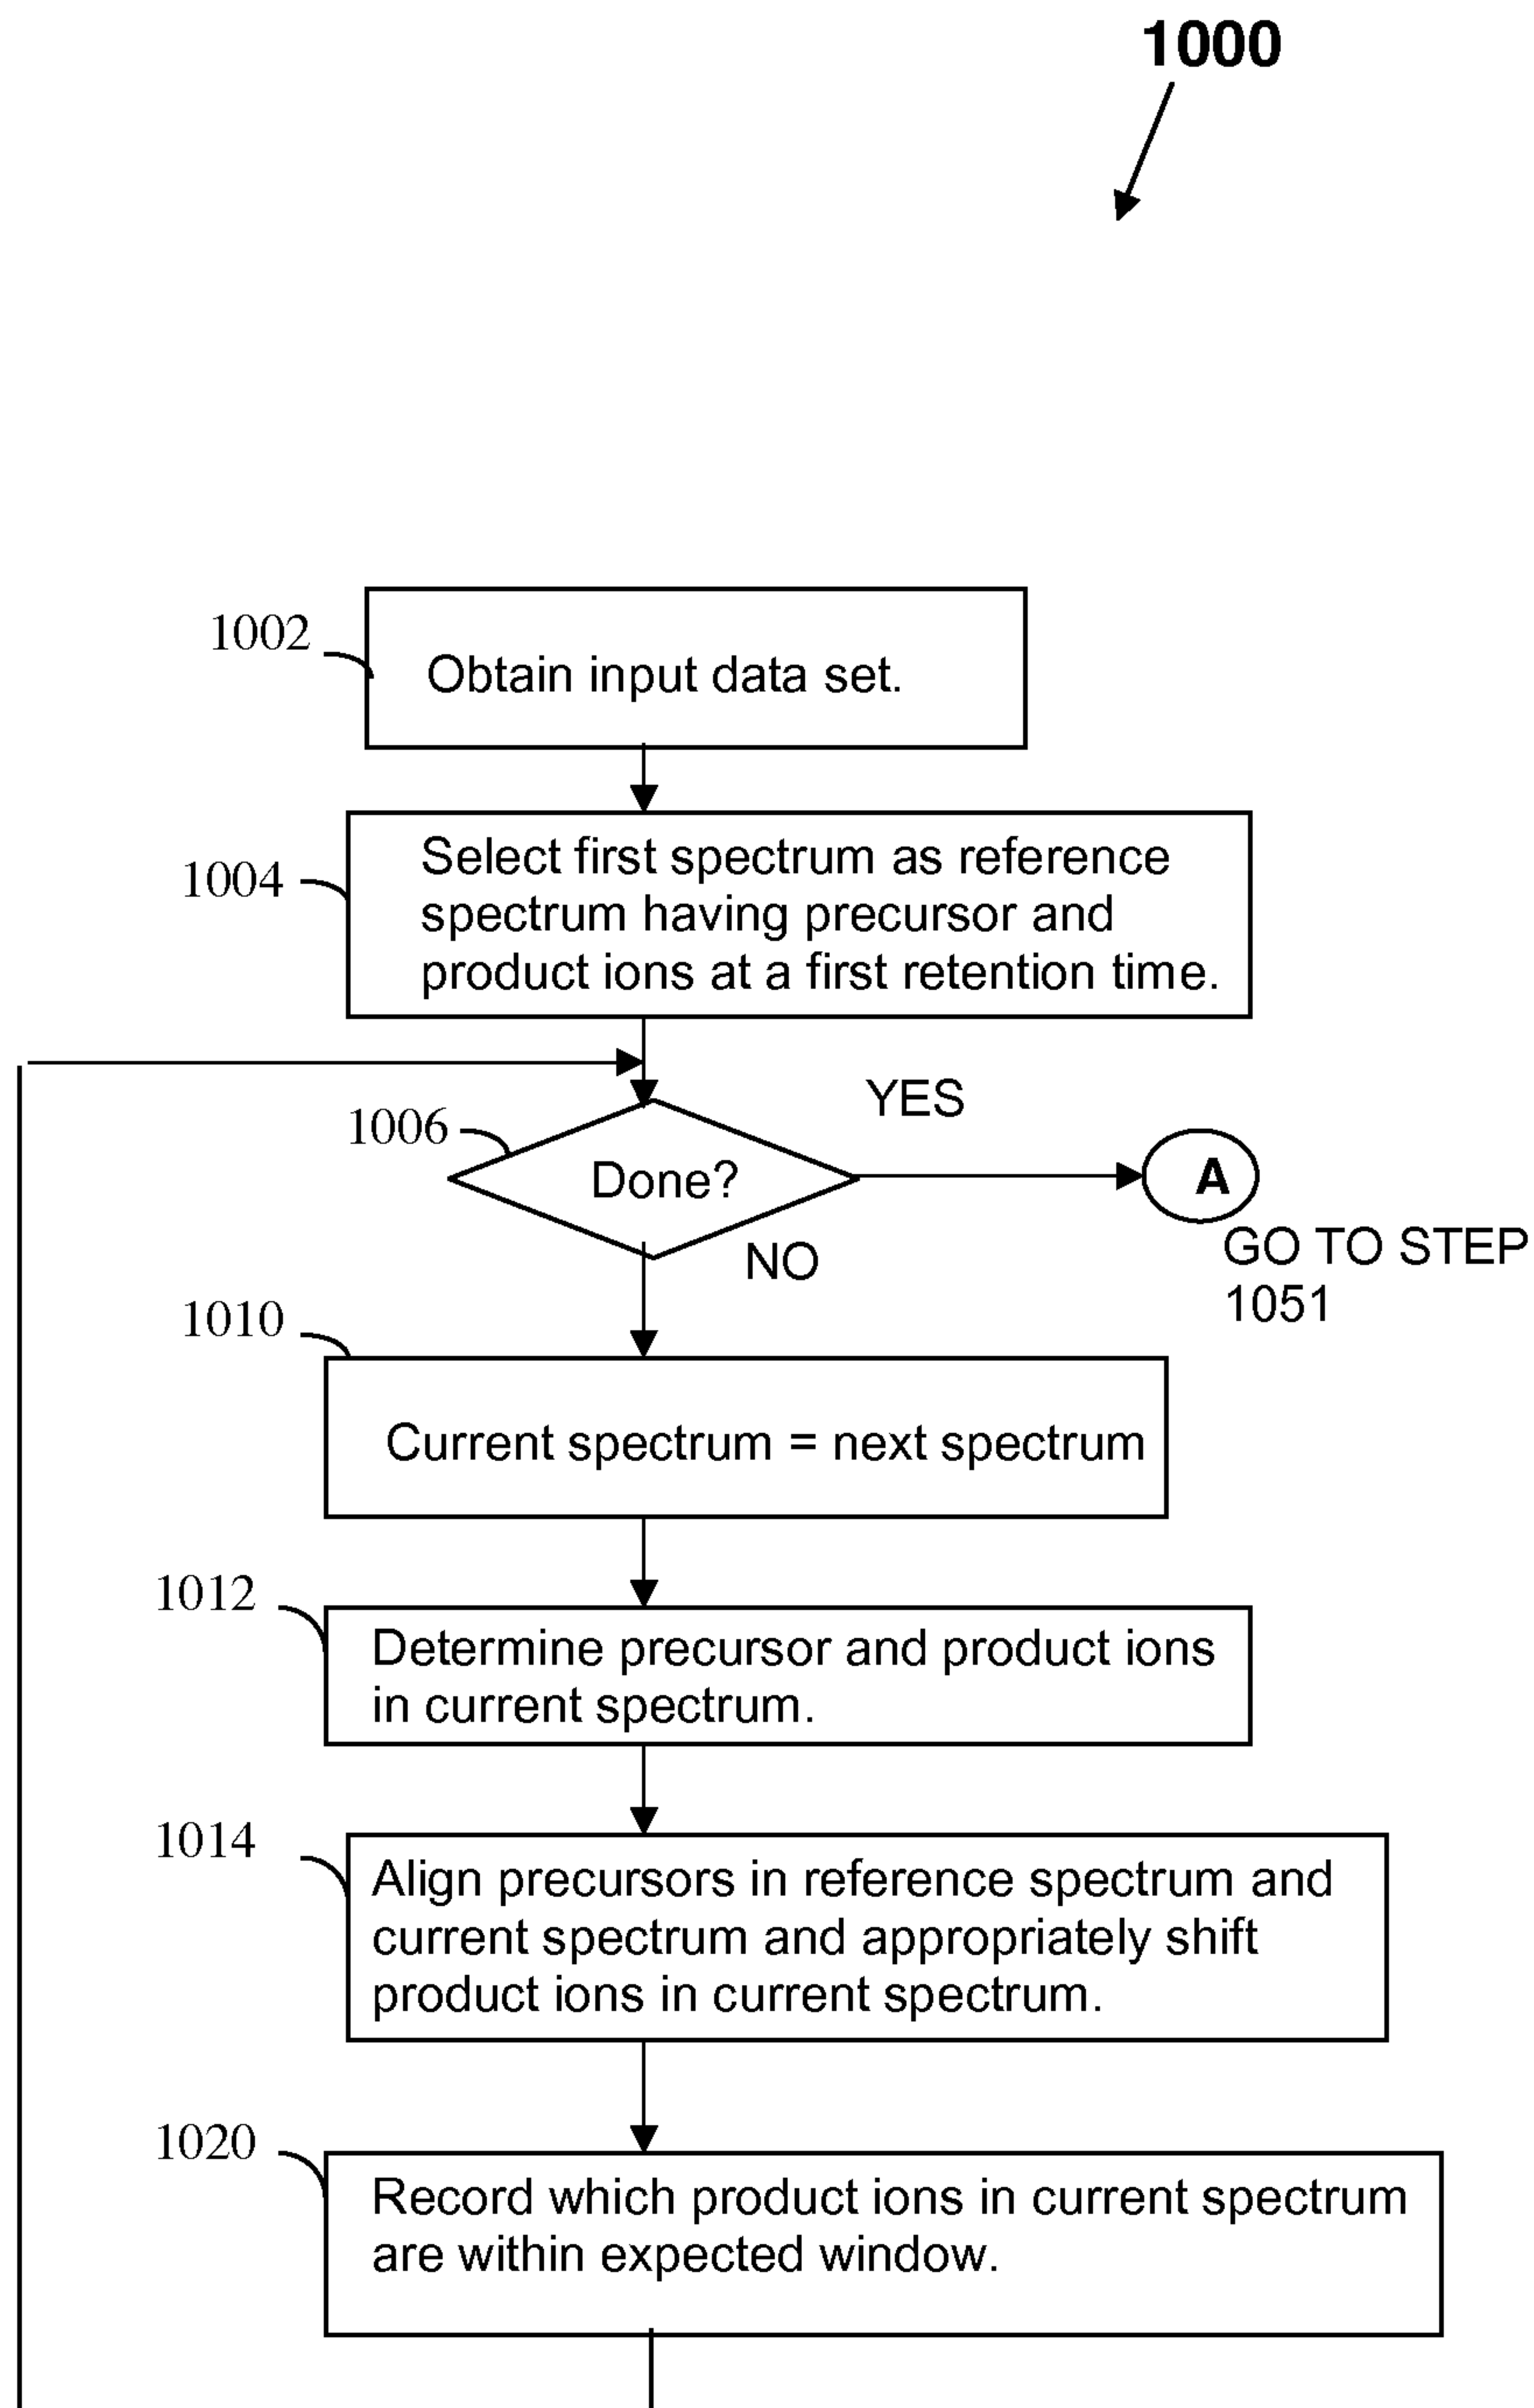 1000
1002
Obtain input data set.
1004
Select first spectrum as reference
spectrum having precursor and
product ions at a first retention time.
YES
1006
Done?
A
NO
GO TO STEP
1051
1010
Current spectrum = next spectrum
1012
Determine precursor and product ions
in current spectrum.
1014
Align precursors in reference spectrum and
current spectrum and appropriately shift
product ions in current spectrum.
1020
Record which product ions in current spectrum
are within expected window.